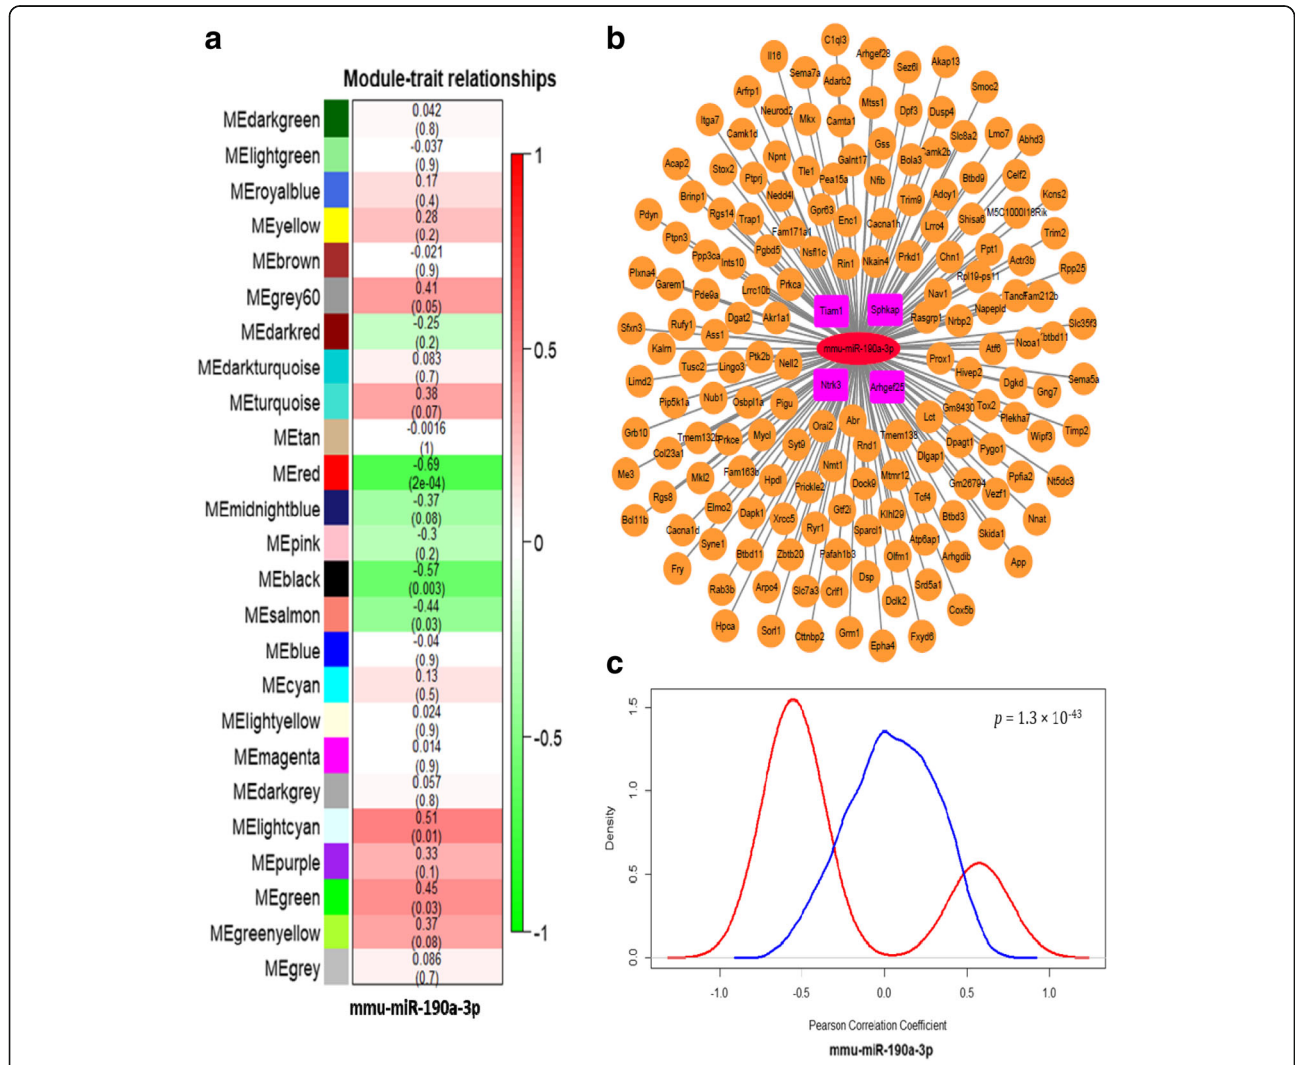 a
Module-trait relationships
MEdarkgreen 0.042 (0.8)
MElightgreen -0.037 (0.9)
MEroyalblue 0.17 (0.4)
MEyellow 0.28 (0.2)
MEbrown -0.021 (0.9)
MEgrey60 0.41 (0.05)
MEdarkred -0.25 (0.2)
MEdarkturquoise 0.083 (0.7)
MEturquoise 0.38 (0.07)
MEtan -0.0016 (1)
MEred -0.69 (2e-04)
MEmidnightblue -0.37 (0.08)
MEpink -0.3 (0.2)
MEblack -0.57 (0.003)
MEsalmon -0.44 (0.03)
MEblue -0.04 (0.9)
MEcyan 0.13 (0.5)
MElightyellow 0.024 (0.9)
MEmagenta 0.014 (0.9)
MEdarkgrey 0.057 (0.8)
MElightcyan 0.51 (0.01)
MEpurple 0.33 (0.1)
MEgreen 0.45 (0.03)
MEgreenyellow 0.37 (0.08)
MEgrey 0.086 (0.7)
1
0.5
0
-0.5
-1
mmu-miR-190a-3p
b
C1ql3
Il16 Arhgef28
Sema7a Adarb2 Sez6l Akap13
Arfrp1 Smoc2
Itga7 Neurod2 Mkx Camta1 Mtss1 Dpf3 Dusp4
Camk1d Gss Slc8a2 Lmo7 Abhd3
Acap2 Stox2 Npnt Tle1 Galnt17 Bola3 Camk2b
Ptprj Pea15a Nfib Btbd9 Celf2
Brinp1 Nedd4l Trim9 Adcy1 Kcns2
Pdyn Rgs14 Trap1 Gpr63 Enc1 Cacna1h Lrrc4 Shisa6 M5C1000I18Rik
Ptpn3 Fam171a1 Trim2
Ppp3ca Ints10 Pgbd5 Nsfl1c Rin1 Nkain4 Prkd1 Chn1 Ppt1 Actr3b
Plxna4 Garem1 Prkca Rpl19-ps11 Rpp25
Pde9a Lrrc10b Nav1 Fam212b
Tiam1 Sphkap Napepld
Sfxn3 Rufy1 Dgat2 Akr1a1 Rasgrp1 Nrbp2 Slc35f3
Ass1 Ncoa1 btbd11
Kalrn mmu-miR-190a-3p Atf6
Tusc2 Lingo3 Ptk2b Nell2 Prox1 Hivep2
Limd2 Ntrk3 Arhgef25 Dgkd Gng7 Sema5a
Pip5k1a Nub1 Osbpl1a Pigu Gm8430 Tox2
Grb10 Orai2 Abr Lct Plekha7 Timp2
Tmem132b Prkce Mycl Syt9 Rnd1 Tmem138 Dpagt1 Wipf3
Col23a1 Dlgap1 Pygo1
Me3 Mkl2 Fam163b Hpdl Nmt1 Mtmr12 Ppfia2 Nt5dc3
Rgs8 Prickle2 Dock9 Gm26794 Vezf1
Bcl11b Elmo2 Dapk1 Xrcc5 Gtf2i Klhl29 Tcf4 Btbd3 Nnat
Cacna1d Syne1 Ryr1 Sparcl1 Atp6ap1 Skida1
Fry Btbd11 Zbtb20 Pafah1b3 Olfm1 Arhgdib App
Rab3b Arpc4 Slc7a3 Crlf1 Dsp Dclk2 Srd5a1
Hpca Sorl1 Cttnbp2 Grm1 Epha4 Fxyd6 Cox5b
c
p = 1.3 × 10-43
Density
1.5
1.0
0.5
0.0
-1.0 -0.5 0.0 0.5 1.0
Pearson Correlation Coefficient
mmu-miR-190a-3p